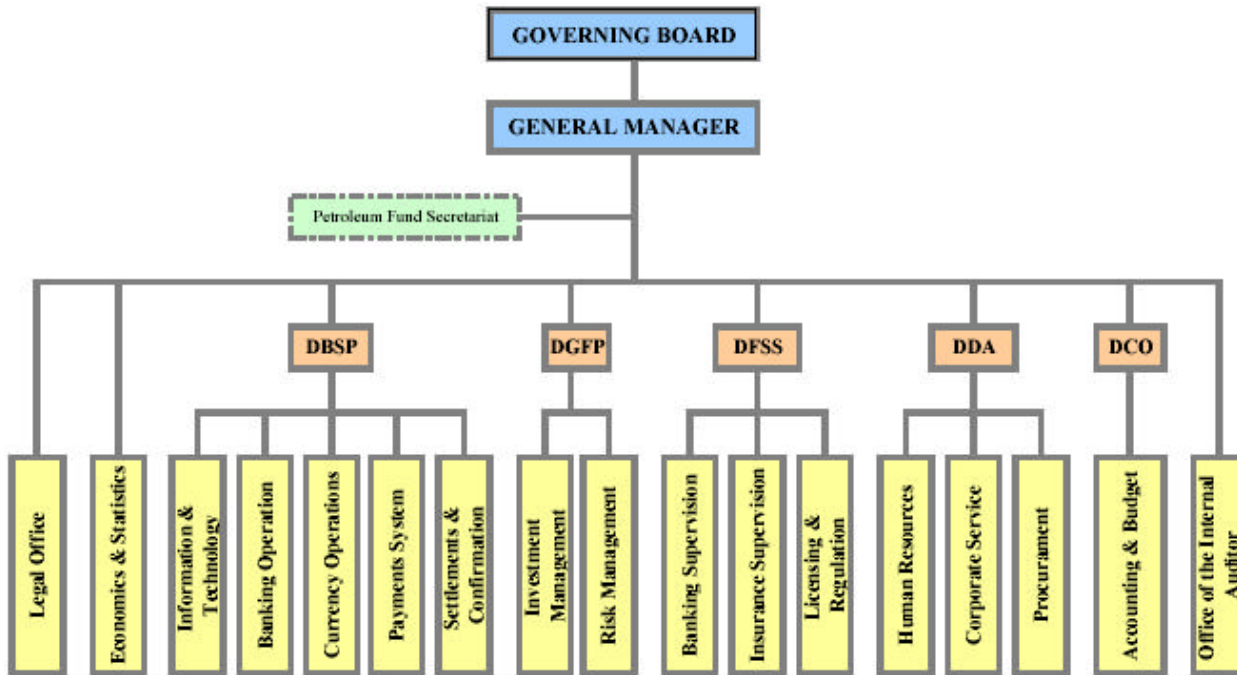 GOVERNING BOARD
GENERAL MANAGER
Petroleum Fund Secretariat
DBSP
DGFP
DFSS
DDA
DCO
Legal Office
Economics & Statistics
Information &
Technology
Banking Operation
Currency Operations
Payments System
Settlements &
Confirmation
Investment
Management
Risk Management
Banking Supervision
Insurance Supervision
Licensing &
Regulation
Human Resources
Corporate Service
Procurament
Accounting & Budget
Office of the Internal
Auditor